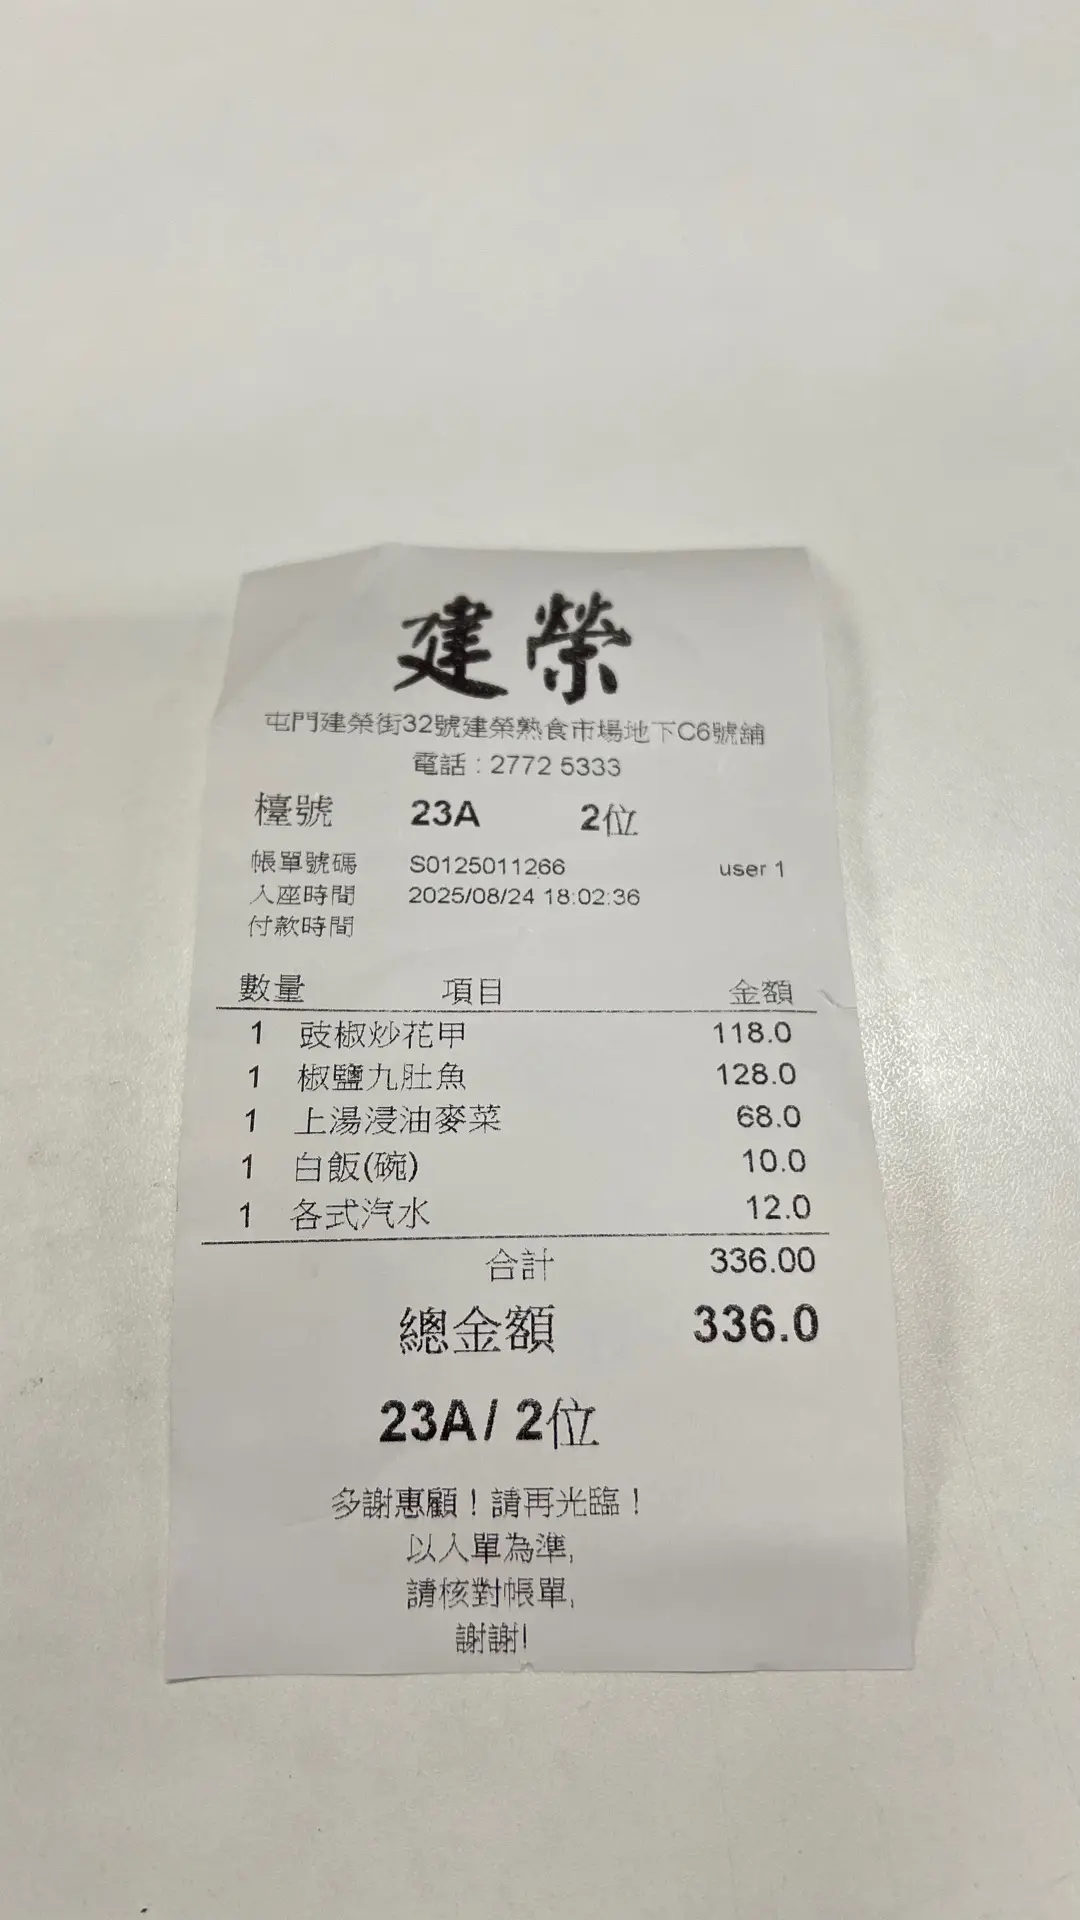 建榮
屯門建榮街32號建榮熟食市場地下C6號舖
電話 : 2772 5333
檯號 23A 2位
帳單號碼 S0125011266 user 1
入座時間 2025/08/24 18:02:36
付款時間
數量 項目 金額
1 豉椒炒花甲 118.0
1 椒鹽九肚魚 128.0
1 上湯浸油麥菜 68.0
1 白飯(碗) 10.0
1 各式汽水 12.0
合計 336.00
總金額 336.0
23A/ 2位
多謝惠顧！請再光臨！
以入單為準,
請核對帳單,
謝謝!